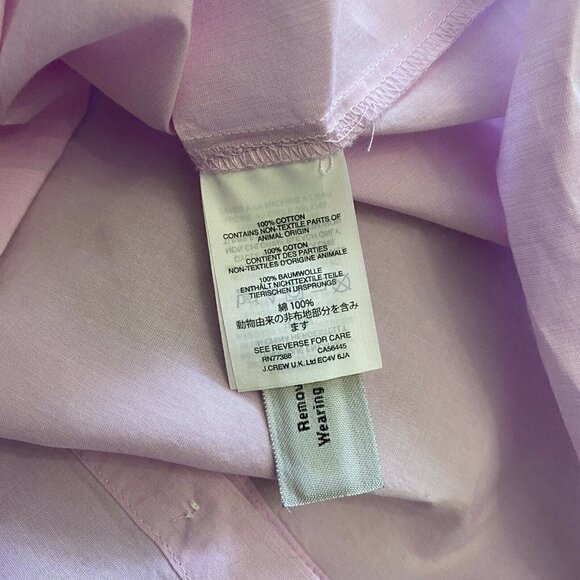 100% COTTON
CONTAINS NON-TEXTILE PARTS OF
ANIMAL ORIGIN
100% COTON
CONTIENT DES PARTIES
NON-TEXTILES D'ORIGINE ANIMALE
100% BAUMWOLLE
ENTHÄLT NICHTTEXTILE TEILE
TIERISCHEN URSPRUNGS
綿 100%
動物由来の非布地部分を含み
ます
SEE REVERSE FOR CARE
RN77388 CA56445
J.CREW U.K. Ltd EC4V 6JA
Remov
Wearing